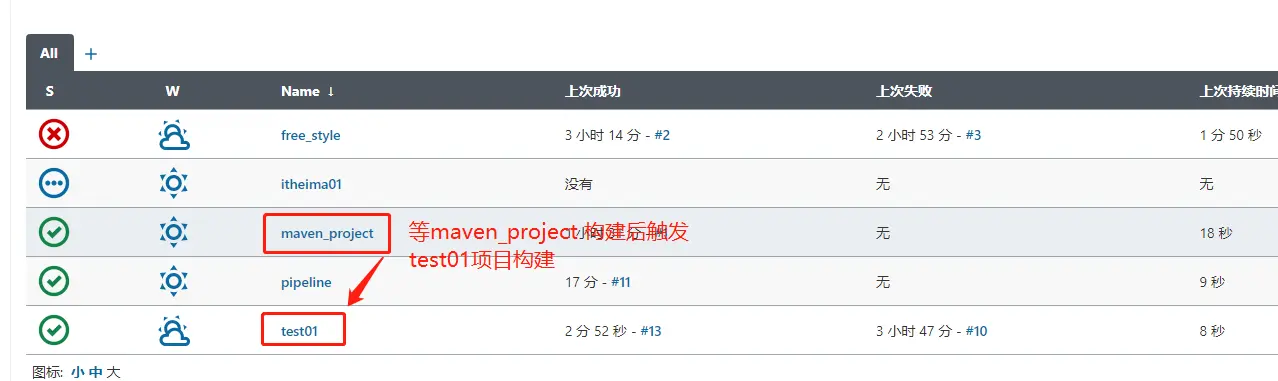 All +
S W Name ↓ 上次成功 上次失败 上次持续时间
free_style 3 小时 14 分 - #2 2 小时 53 分 - #3 1 分 50 秒
itheima01 没有 无 无
maven_project 无 18 秒
等maven_project 构建后触发
test01项目构建
pipeline 17 分 - #11 无 9 秒
test01 2 分 52 秒 - #13 3 小时 47 分 - #10 8 秒
图标: 小 中 大